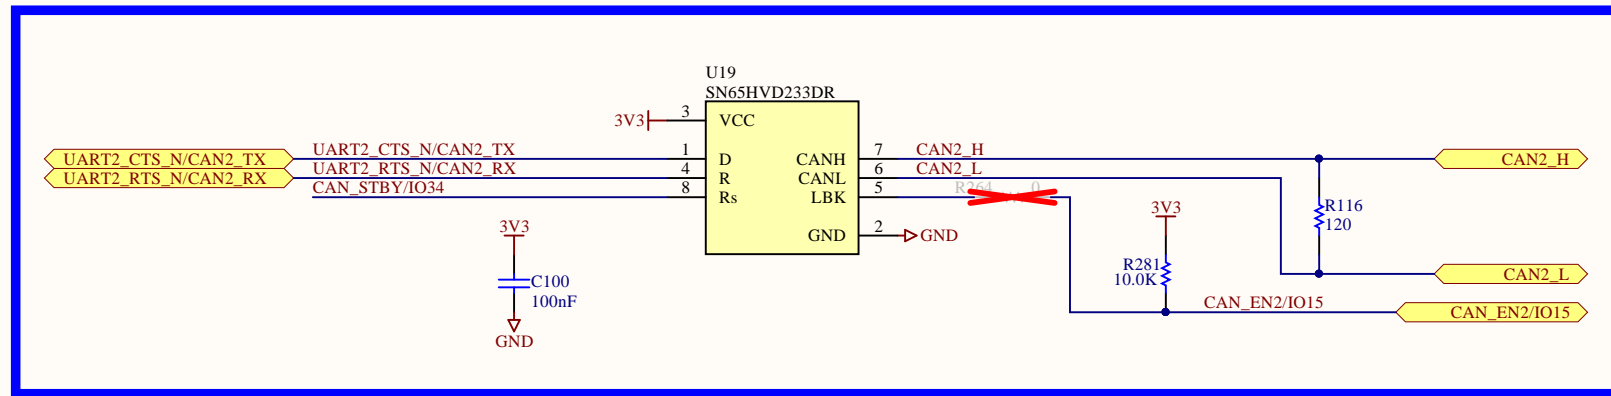 U19
SN65HVD233DR
3V3 3 VCC
UART2_CTS_N/CAN2_TX UART2_CTS_N/CAN2_TX 1 D CANH 7 CAN2_H CAN2_H
UART2_RTS_N/CAN2_RX UART2_RTS_N/CAN2_RX 4 R CANL 6 CAN2_L
CAN_STBY/IO34 8 Rs LBK 5 R264 0
3V3 R116
120
3V3 GND 2 GND
R281
10.0K CAN2_L
C100
100nF CAN_EN2/IO15 CAN_EN2/IO15
GND